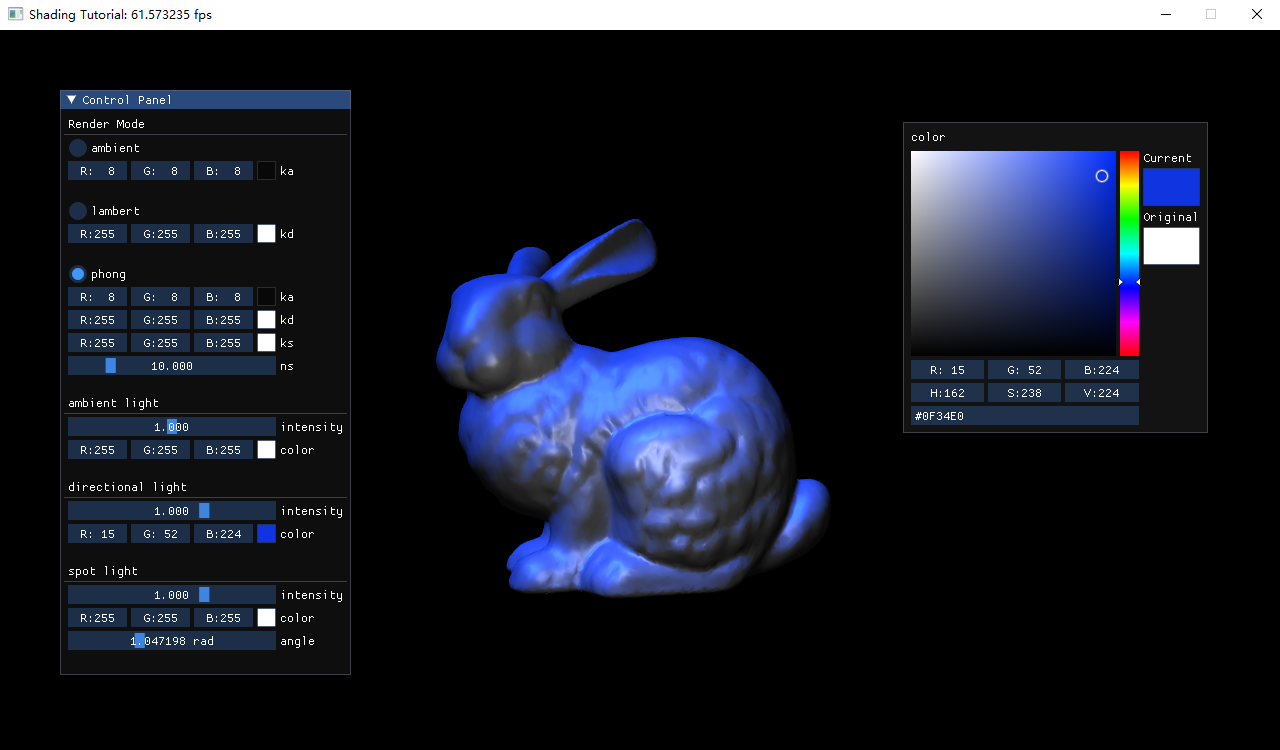 Shading Tutorial: 61.573235 fps
Control Panel
Render Mode
ambient
R: 8 G: 8 B: 8 ka
lambert
R:255 G:255 B:255 kd
phong
R: 8 G: 8 B: 8 ka
R:255 G:255 B:255 kd
R:255 G:255 B:255 ks
10.000 ns
ambient light
1.000 intensity
R:255 G:255 B:255 color
directional light
1.000 intensity
R: 15 G: 52 B:224 color
spot light
1.000 intensity
R:255 G:255 B:255 color
1.047198 rad angle
color
Current
Original
R: 15 G: 52 B:224
H:162 S:238 V:224
#0F34E0